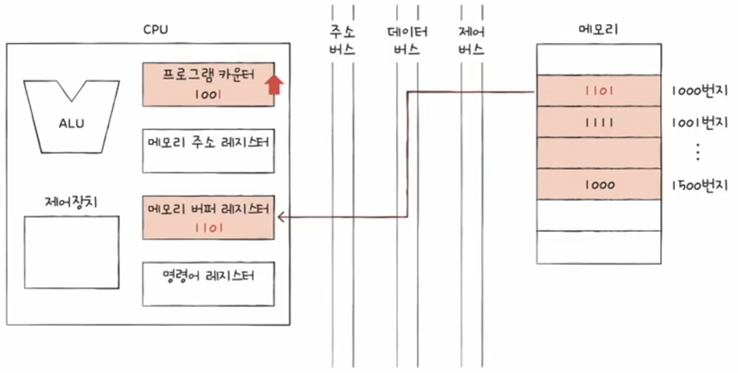 CPU
프로그램 카운터
1001
ALU
메모리 주소 레지스터
제어장치
메모리 버퍼 레지스터
1101
명령어 레지스터
주소
버스
데이터
버스
제어
버스
메모리
1101 1000번지
1111 1001번지
⋮
1000 1500번지